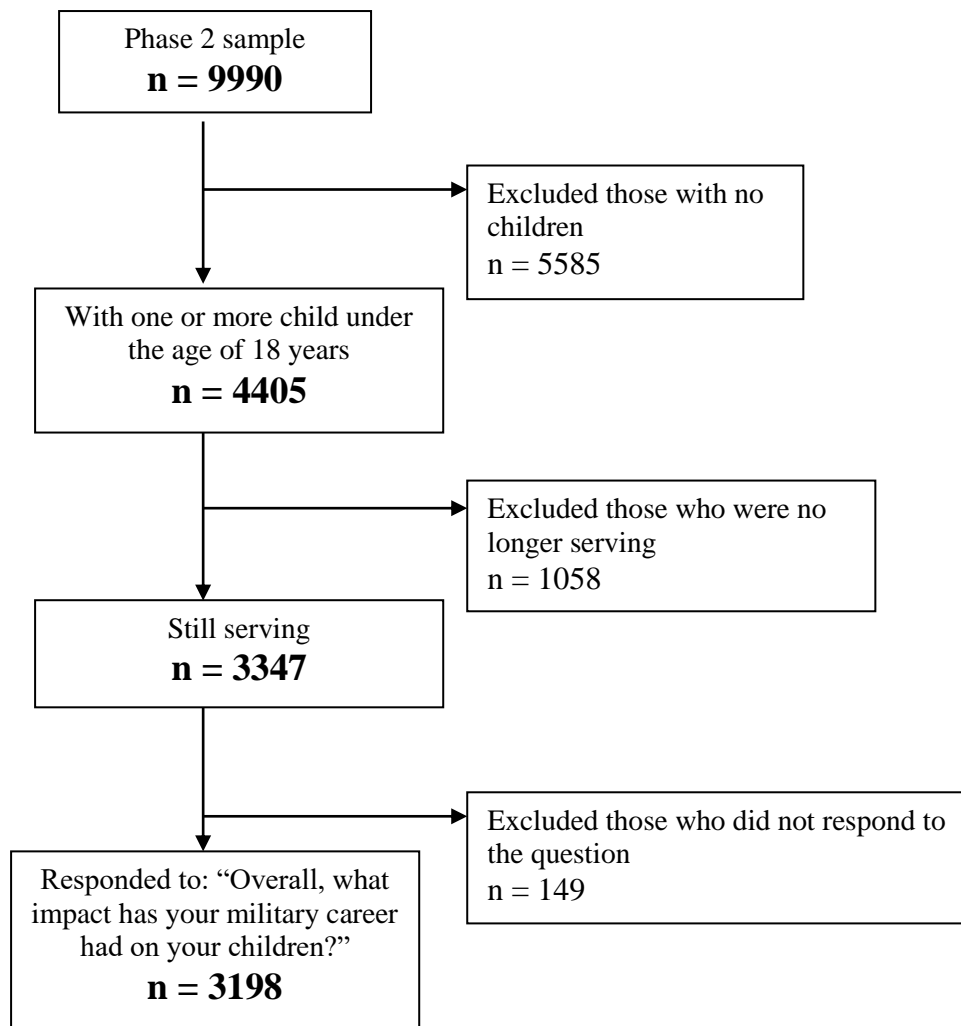 Phase 2 sample
n = 9990
Excluded those with no
children
n = 5585
With one or more child under
the age of 18 years
n = 4405
Excluded those who were no
longer serving
n = 1058
Still serving
n = 3347
Excluded those who did not respond to
the question
n = 149
Responded to: “Overall, what
impact has your military career
had on your children?”
n = 3198